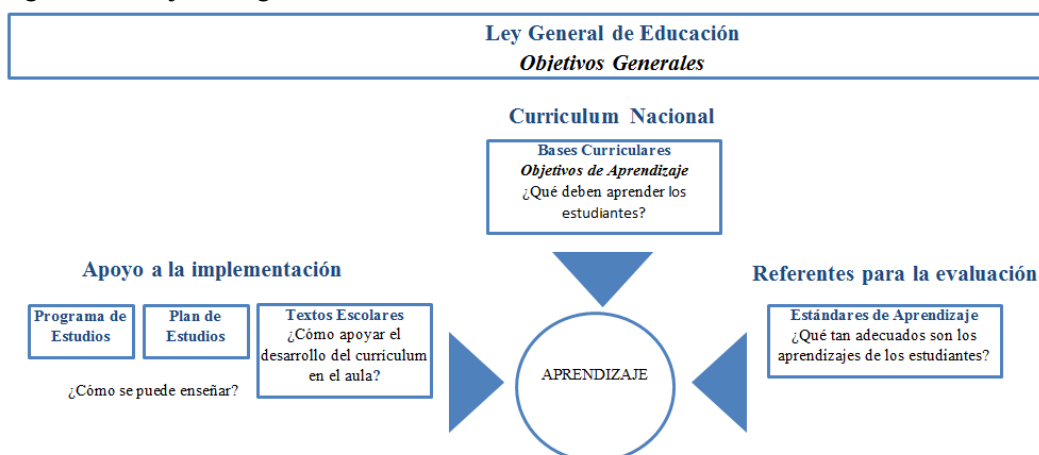 Ley General de Educación
Objetivos Generales
Curriculum Nacional
Bases Curriculares
Objetivos de Aprendizaje
¿Qué deben aprender los
estudiantes?
Apoyo a la implementación
Programa de
Estudios
Plan de
Estudios
¿Cómo se puede enseñar?
Textos Escolares
¿Cómo apoyar el
desarrollo del curriculum
en el aula?
APRENDIZAJE
Referentes para la evaluación
Estándares de Aprendizaje
¿Qué tan adecuados son los
aprendizajes de los estudiantes?